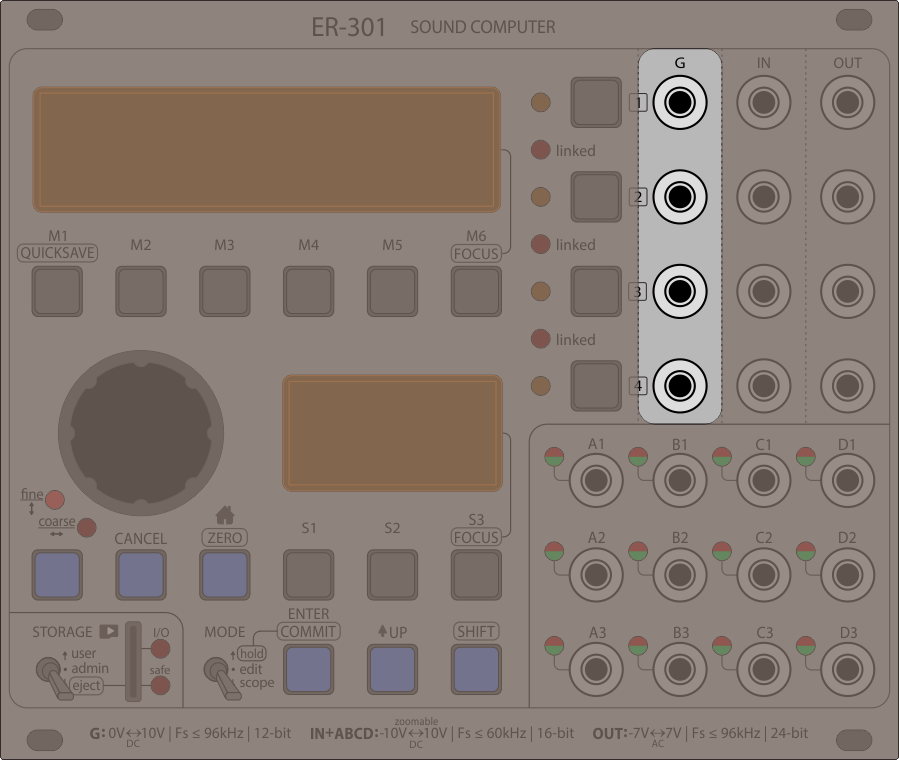 ER-301 SOUND COMPUTER
G IN OUT
1
linked
2
linked
3
linked
4
M1 M2 M3 M4 M5 M6
QUICKSAVE FOCUS
A1 B1 C1 D1
fine
coarse
CANCEL ZERO S1 S2 S3
FOCUS
A2 B2 C2 D2
STORAGE I/O
user
admin
eject
safe
MODE
hold
edit
scope
ENTER
COMMIT UP SHIFT
A3 B3 C3 D3
zoomable
G: 0V↔10V | Fs ≤ 96kHz | 12-bit IN+ABCD: -10V↔10V | Fs ≤ 60kHz | 16-bit OUT: -7V↔7V | Fs ≤ 96kHz | 24-bit
DC DC AC